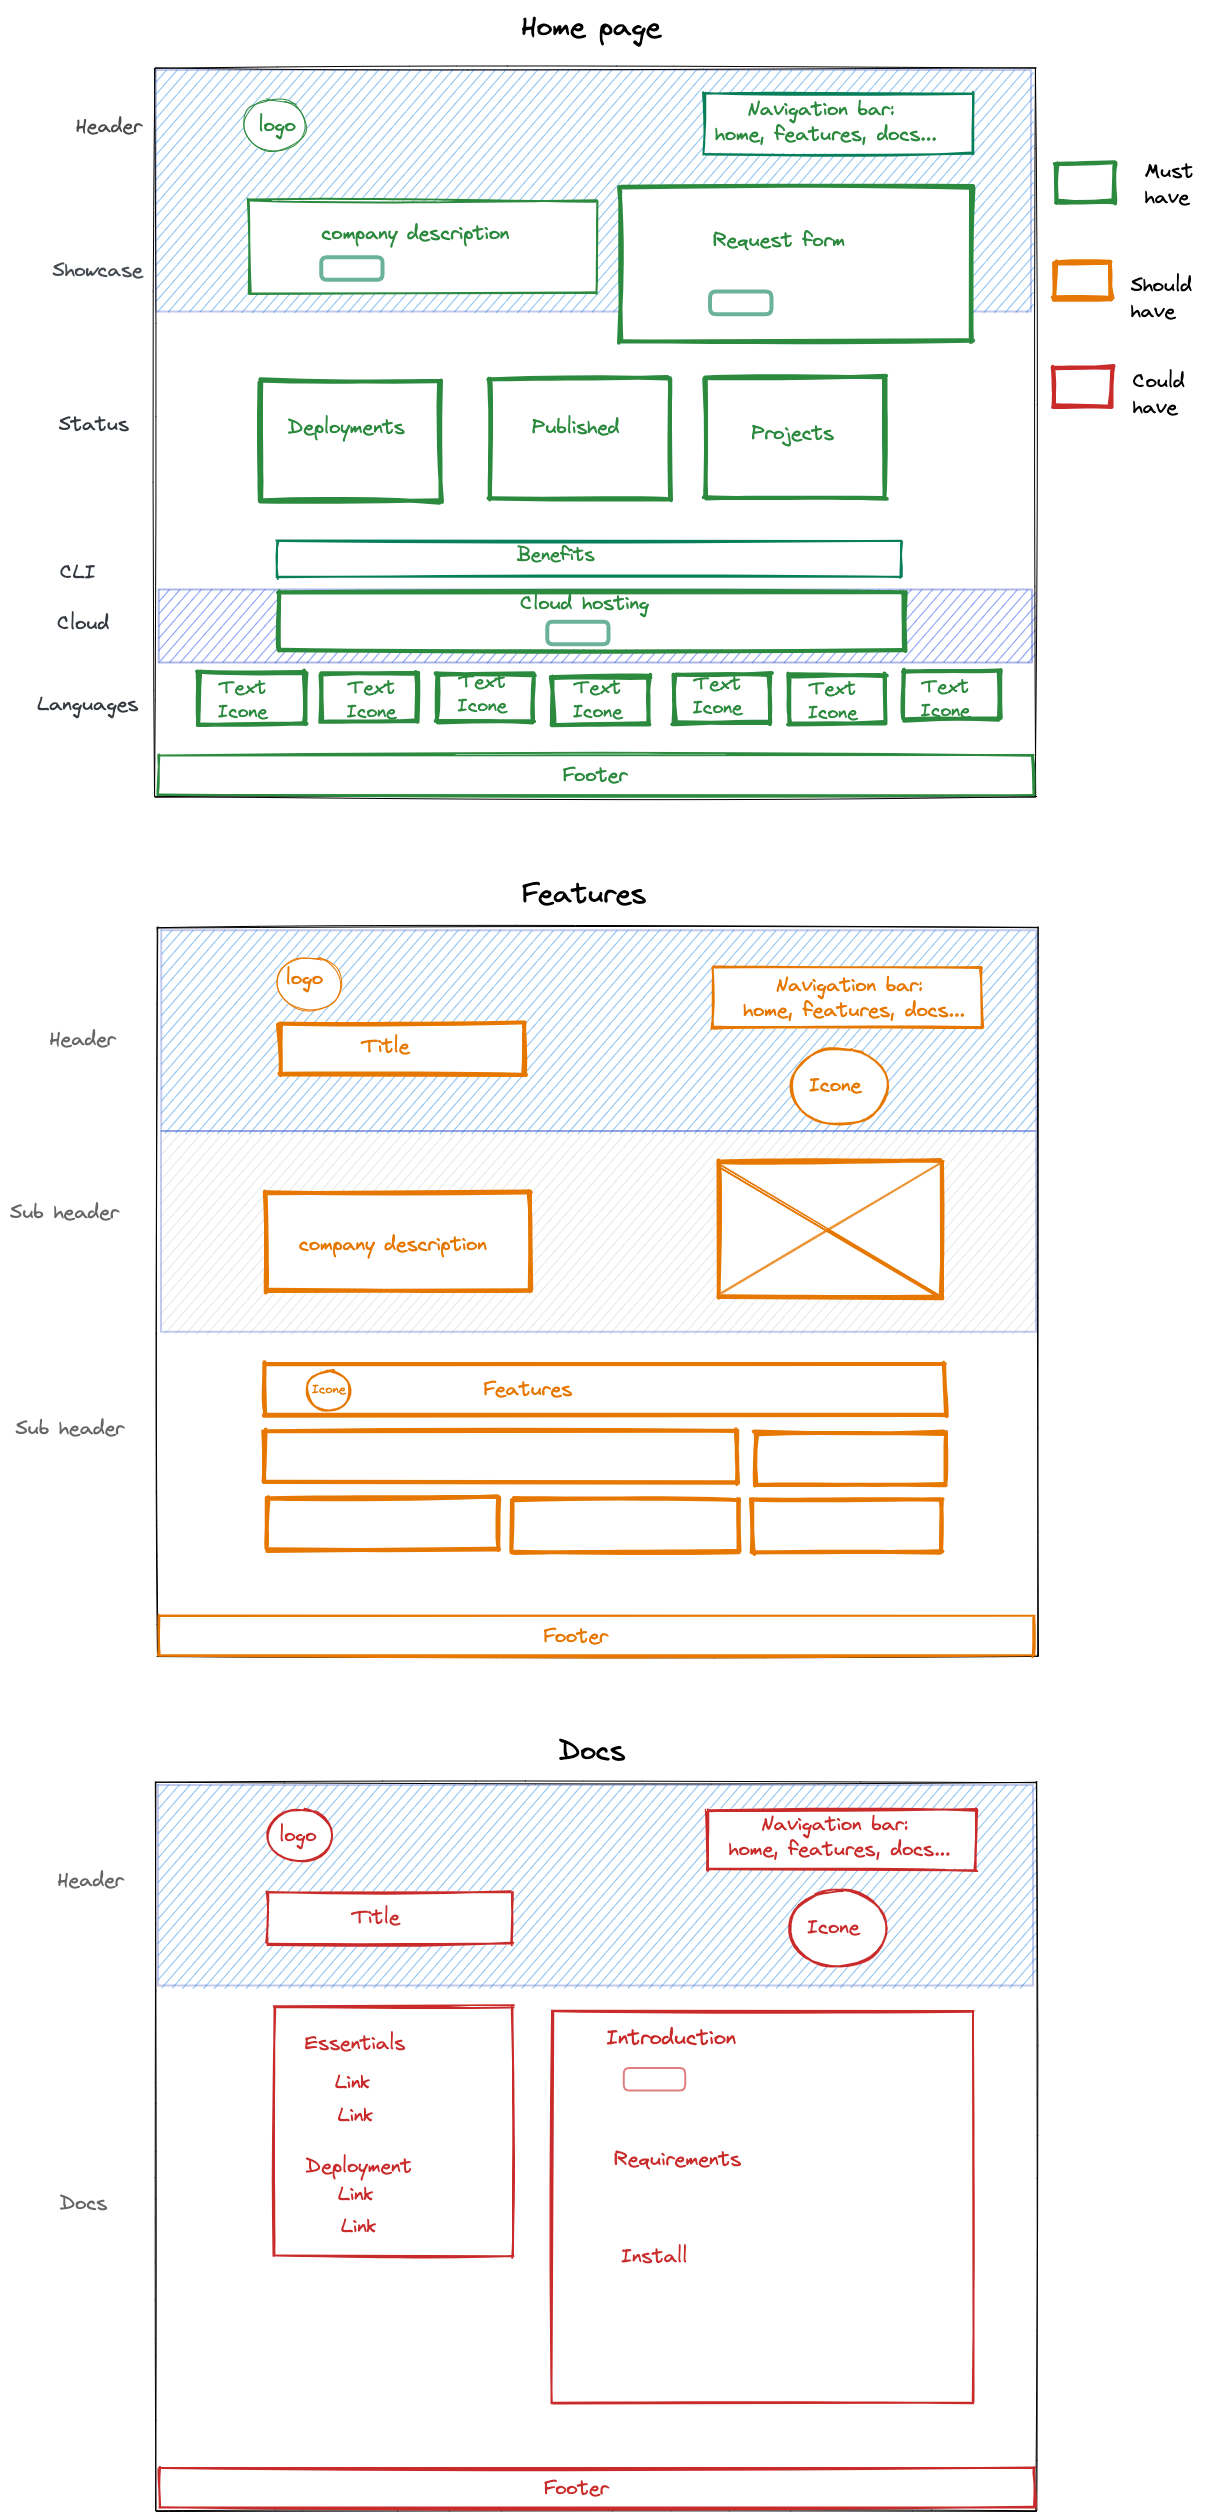 Home page
Header
logo
Navigation bar:
home, features, docs...
Must
have
Showcase
company description
Request form
Should
have
Could
have
Status
Deployments
Published
Projects
CLI
Benefits
Cloud
Cloud hosting
Languages
Text
Icone
Text
Icone
Text
Icone
Text
Icone
Text
Icone
Text
Icone
Text
Icone
Footer
Features
logo
Navigation bar:
home, features, docs...
Header
Title
Icone
Sub header
company description
Sub header
Icone
Features
Footer
Docs
logo
Navigation bar:
home, features, docs...
Header
Title
Icone
Docs
Essentials
Link
Link
Deployment
Link
Link
Introduction
Requirements
Install
Footer